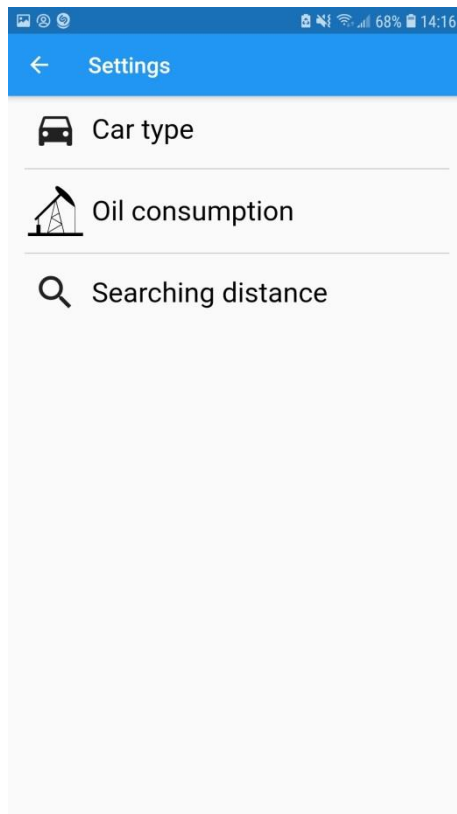 68% 14:16
Settings
Car type
Oil consumption
Searching distance